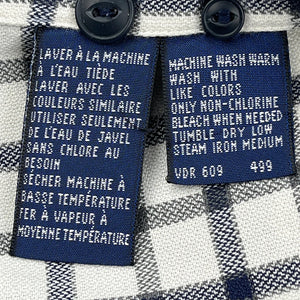 LAVER À LA MACHINE
À L'EAU TIÈDE
LAVER AVEC LES
COULEURS SIMILAIRE
UTILISER SEULEMENT
DE L'EAU DE JAVEL
SANS CHLORE AU
BESOIN
SÉCHER MACHINE À
BASSE TEMPÉRATURE
FER À VAPEUR À
MOYENNE TEMPÉRATURE
MACHINE WASH WARM
WASH WITH
LIKE COLORS
ONLY NON-CHLORINE
BLEACH WHEN NEEDED
TUMBLE DRY LOW
STEAM IRON MEDIUM
VDR 609 499